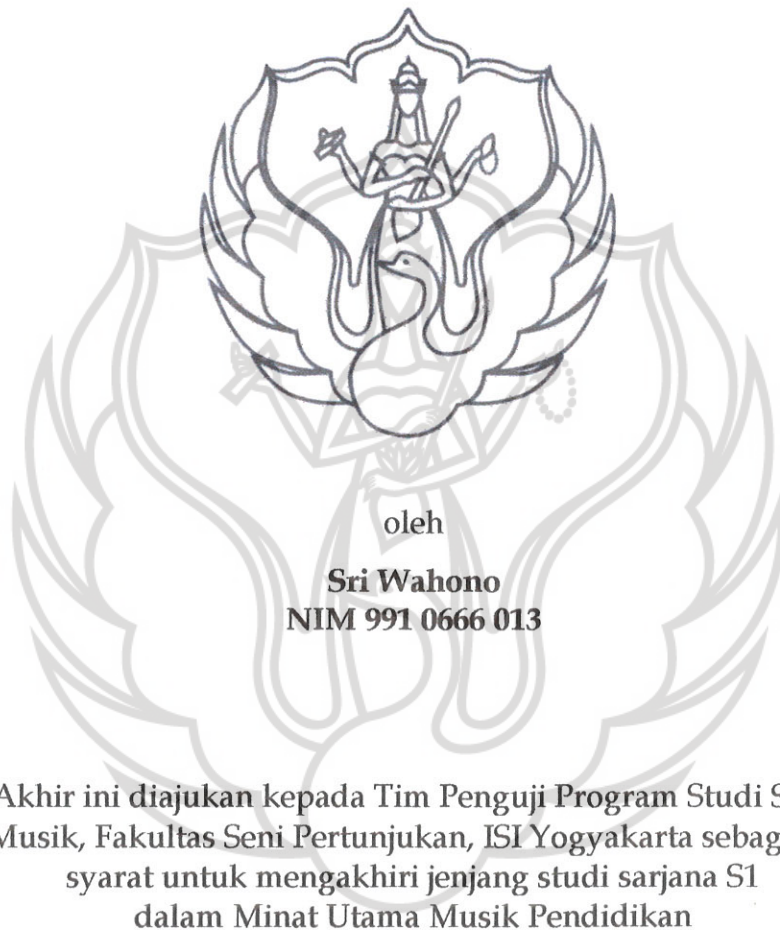 oleh
Sri Wahono
NIM 991 0666 013
Akhir ini diajukan kepada Tim Penguji Program Studi S
Musik, Fakultas Seni Pertunjukan, ISI Yogyakarta sebag
syarat untuk mengakhiri jenjang studi sarjana S1
dalam Minat Utama Musik Pendidikan